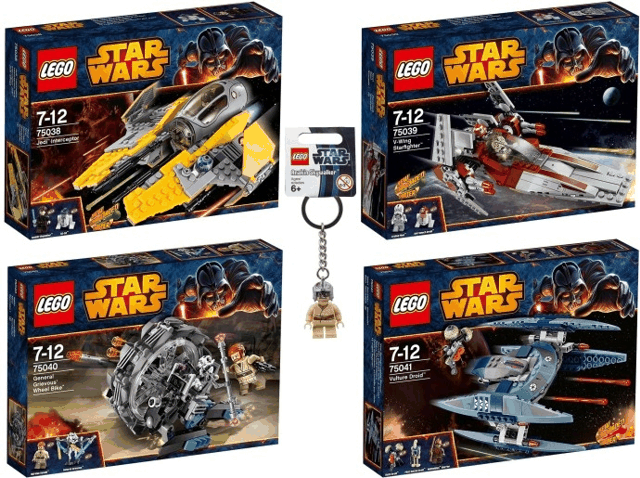 LEGO
STAR
WARS
7-12
75038
Jedi Interceptor
LEGO
STAR
WARS
7-12
75039
V-Wing
Starfighter
LEGO
STAR
WARS
Anakin Skywalker
6+
LEGO
STAR
WARS
7-12
75040
General
Grievous'
Wheel Bike
LEGO
STAR
WARS
7-12
75041
Vulture Droid